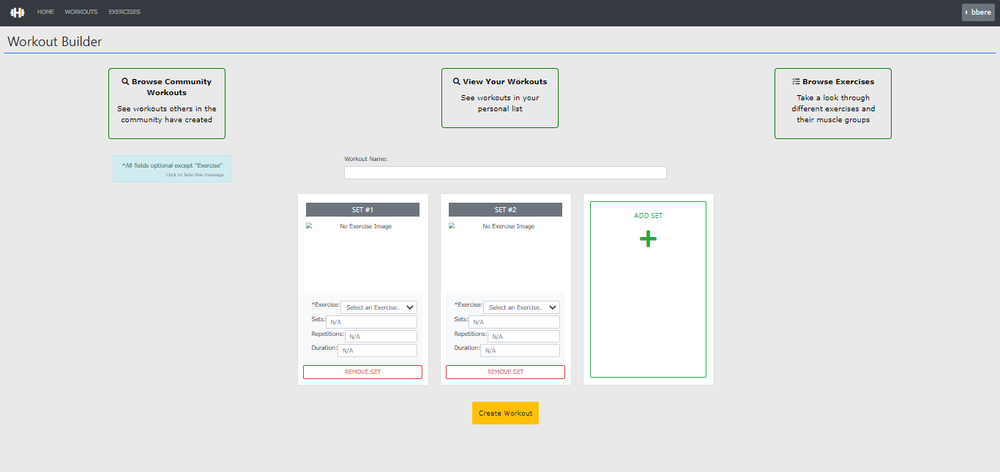 HOME WORKOUTS EXERCISES bbere
Workout Builder
Browse Community
Workouts
See workouts others in the
community have created
View Your Workouts
See workouts in your
personal list
Browse Exercises
Take a look through
different exercises and
their muscle groups
*All fields optional except "Exercise"
Click to hide this message
Workout Name:
SET #1
No Exercise Image
*Exercise: Select an Exercise..
Sets: N/A
Repetitions: N/A
Duration: N/A
REMOVE SET
SET #2
No Exercise Image
*Exercise: Select an Exercise..
Sets: N/A
Repetitions: N/A
Duration: N/A
REMOVE SET
ADD SET
Create Workout